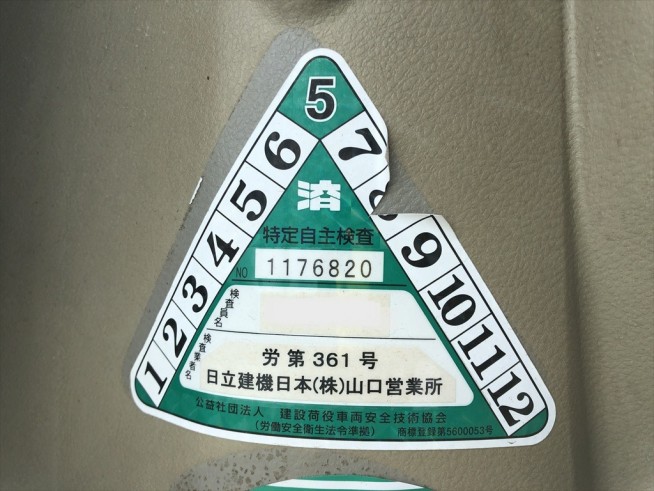 5
6 7
5 8
4 9
3 10
2 11
1 12
済
特定自主検査
NO 1176820
検査員名
検査業者名
労第361号
日立建機日本(株)山口営業所
公益社団法人 建設荷役車両安全技術協会
(労働安全衛生法令準拠) 商標登録第5600053号